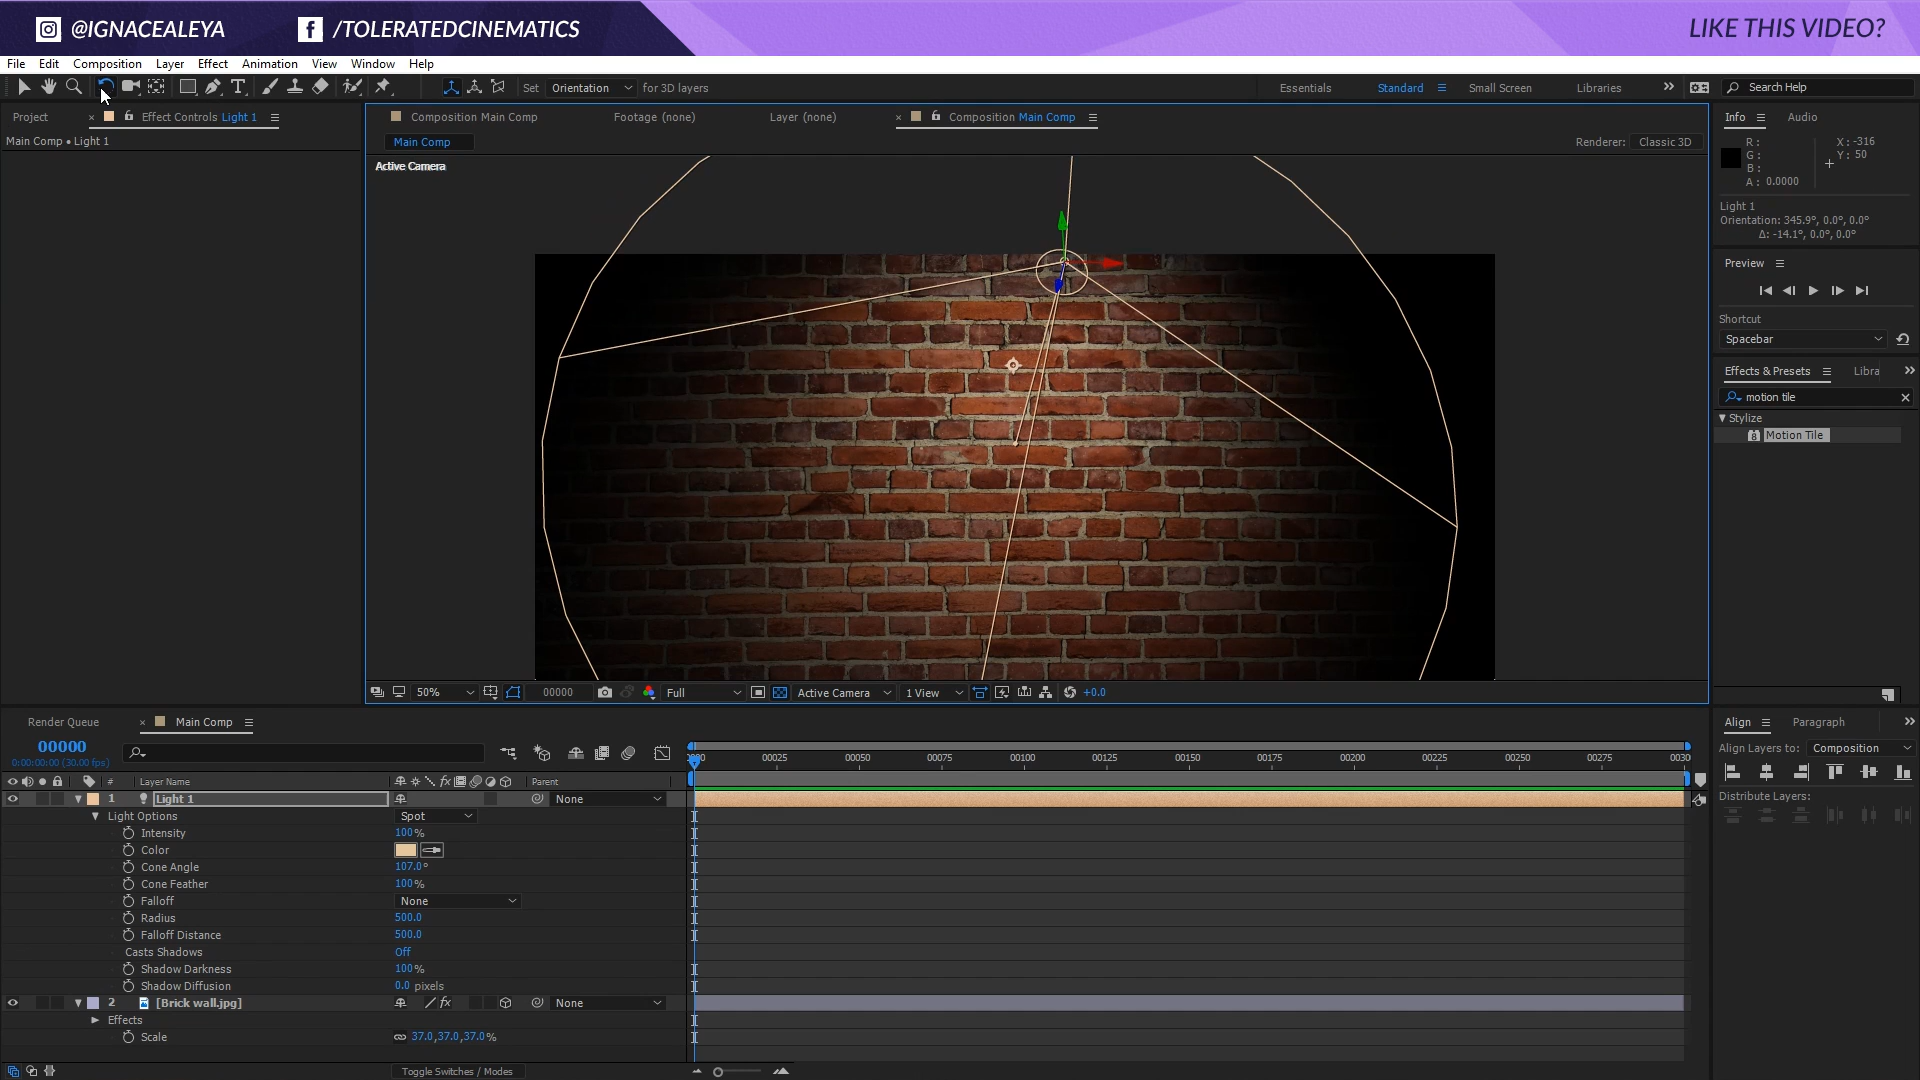 @IGNACEALEYA /TOLERATEDCINEMATICS LIKE THIS VIDEO?
File Edit Composition Layer Effect Animation View Window Help
Set Orientation for 3D layers Essentials Standard Small Screen Libraries Search Help
Project Effect Controls Light 1
Main Comp • Light 1
Composition Main Comp Footage (none) Layer (none) Composition Main Comp
Main Comp Renderer: Classic 3D
Active Camera
Info Audio
R: X: -316
G: Y: 50
B:
A: 0.0000
Light 1
Orientation: 345.9°, 0.0°, 0.0°
Δ: -14.1°, 0.0°, 0.0°
Preview
Shortcut
Spacebar
Effects & Presets Libra
motion tile
Stylize
Motion Tile
50% 00000 Full Active Camera 1 View +0.0
Render Queue Main Comp
00000
0:00:00:00 (30.00 fps)
00025 00050 00075 00100 00125 00150 00175 00200 00225 00250 00275 0030
# Layer Name Parent
1 Light 1 None
Light Options Spot
Intensity 100%
Color
Cone Angle 107.0°
Cone Feather 100%
Falloff None
Radius 500.0
Falloff Distance 500.0
Casts Shadows Off
Shadow Darkness 100%
Shadow Diffusion 0.0 pixels
2 [Brick wall.jpg] fx None
Effects
Scale 37.0,37.0,37.0%
Toggle Switches / Modes
Align Paragraph
Align Layers to: Composition
Distribute Layers: